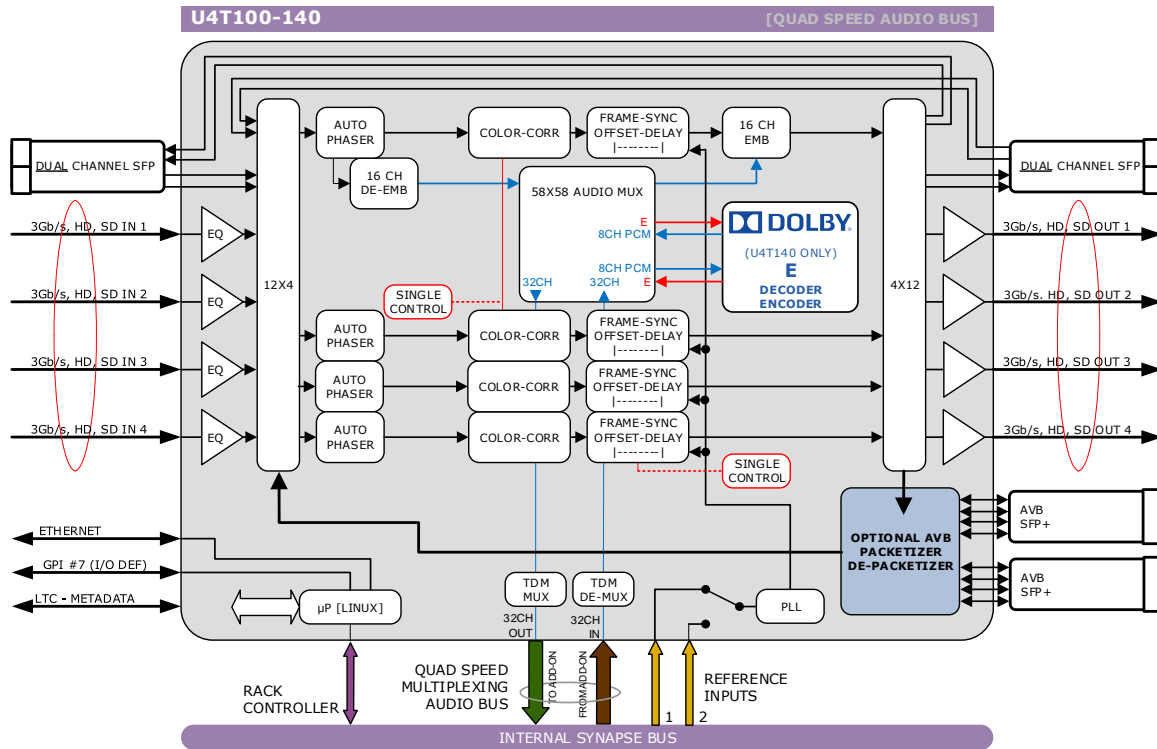 U4T100-140 [QUAD SPEED AUDIO BUS]
AUTO
PHASER
COLOR-CORR
FRAME-SYNC
OFFSET-DELAY
|--------|
16 CH
EMB
DUAL CHANNEL SFP
16 CH
DE-EMB
58X58 AUDIO MUX
DUAL CHANNEL SFP
E
8CH PCM
8CH PCM
E
32CH
32CH
DOLBY®
(U4T140 ONLY)
E
DECODER
ENCODER
3Gb/s, HD, SD IN 1
EQ
3Gb/s, HD, SD OUT 1
3Gb/s, HD, SD IN 2
EQ
12X4
SINGLE
CONTROL
4X12
3Gb/s. HD, SD OUT 2
AUTO
PHASER
COLOR-CORR
FRAME-SYNC
OFFSET-DELAY
|--------|
3Gb/s, HD, SD IN 3
EQ
3Gb/s, HD, SD OUT 3
AUTO
PHASER
COLOR-CORR
FRAME-SYNC
OFFSET-DELAY
|--------|
3Gb/s, HD, SD IN 4
EQ
AUTO
PHASER
COLOR-CORR
FRAME-SYNC
OFFSET-DELAY
|--------|
3Gb/s, HD, SD OUT 4
SINGLE
CONTROL
ETHERNET
GPI #7 (I/O DEF)
LTC - METADATA
µP [LINUX]
TDM
MUX
TDM
DE-MUX
PLL
OPTIONAL AVB
PACKETIZER
DE-PACKETIZER
AVB
SFP+
AVB
SFP+
32CH
OUT
32CH
IN
RACK
CONTROLLER
QUAD SPEED
MULTIPLEXING
AUDIO BUS
TO ADD-ON
FROM ADD-ON
1
2
REFERENCE
INPUTS
INTERNAL SYNAPSE BUS